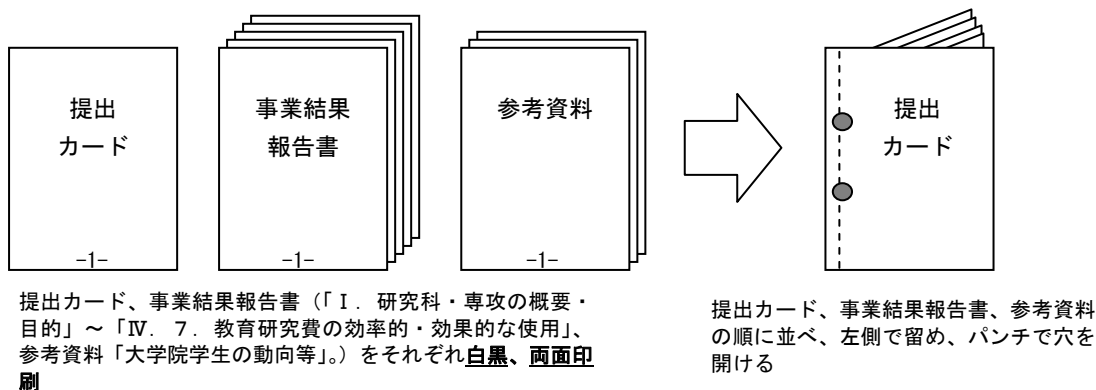 提出
カード
-1-
事業結果
報告書
-1-
参考資料
-1-
提出
カード
提出カード、事業結果報告書（「Ⅰ．研究科・専攻の概要・
目的」～「Ⅳ．７．教育研究費の効率的・効果的な使用」、
参考資料「大学院学生の動向等」。）をそれぞれ白黒、両面印
刷
提出カード、事業結果報告書、参考資料
の順に並べ、左側で留め、パンチで穴を
開ける